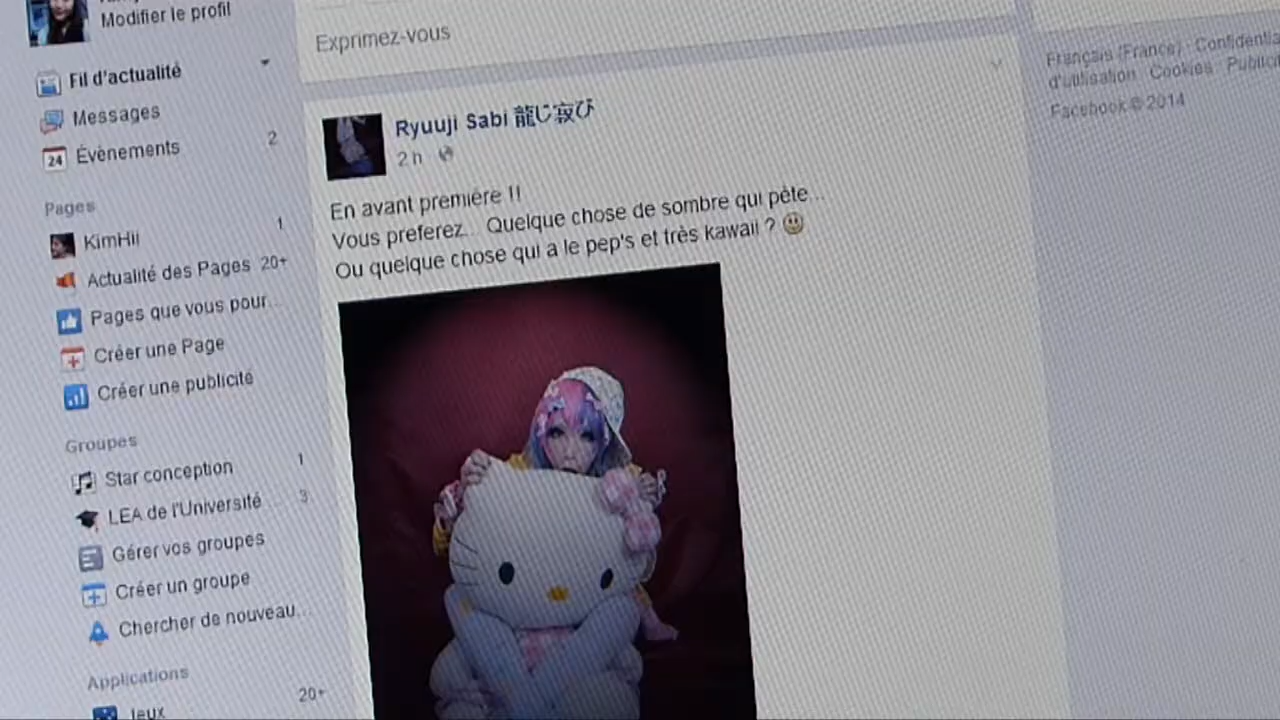 Modifier le profil
Fil d'actualité
Messages
Évènements 2
24
Pages
KimHii 1
Actualité des Pages 20+
Pages que vous pour...
Créer une Page
Créer une publicité
Groupes
Star conception 1
LEA de l'Université ... 3
Gérer vos groupes
Créer un groupe
Chercher de nouveau...
Applications
Jeux 20+
Exprimez-vous
Ryuuji Sabi 龍じ寂び
2 h
En avant première !!
Vous preferez... Quelque chose de sombre qui pète...
Ou quelque chose qui a le pep's et très kawaii ? 😃
Français (France) ·
d'utilisation · Cookies ·
Facebook © 2014